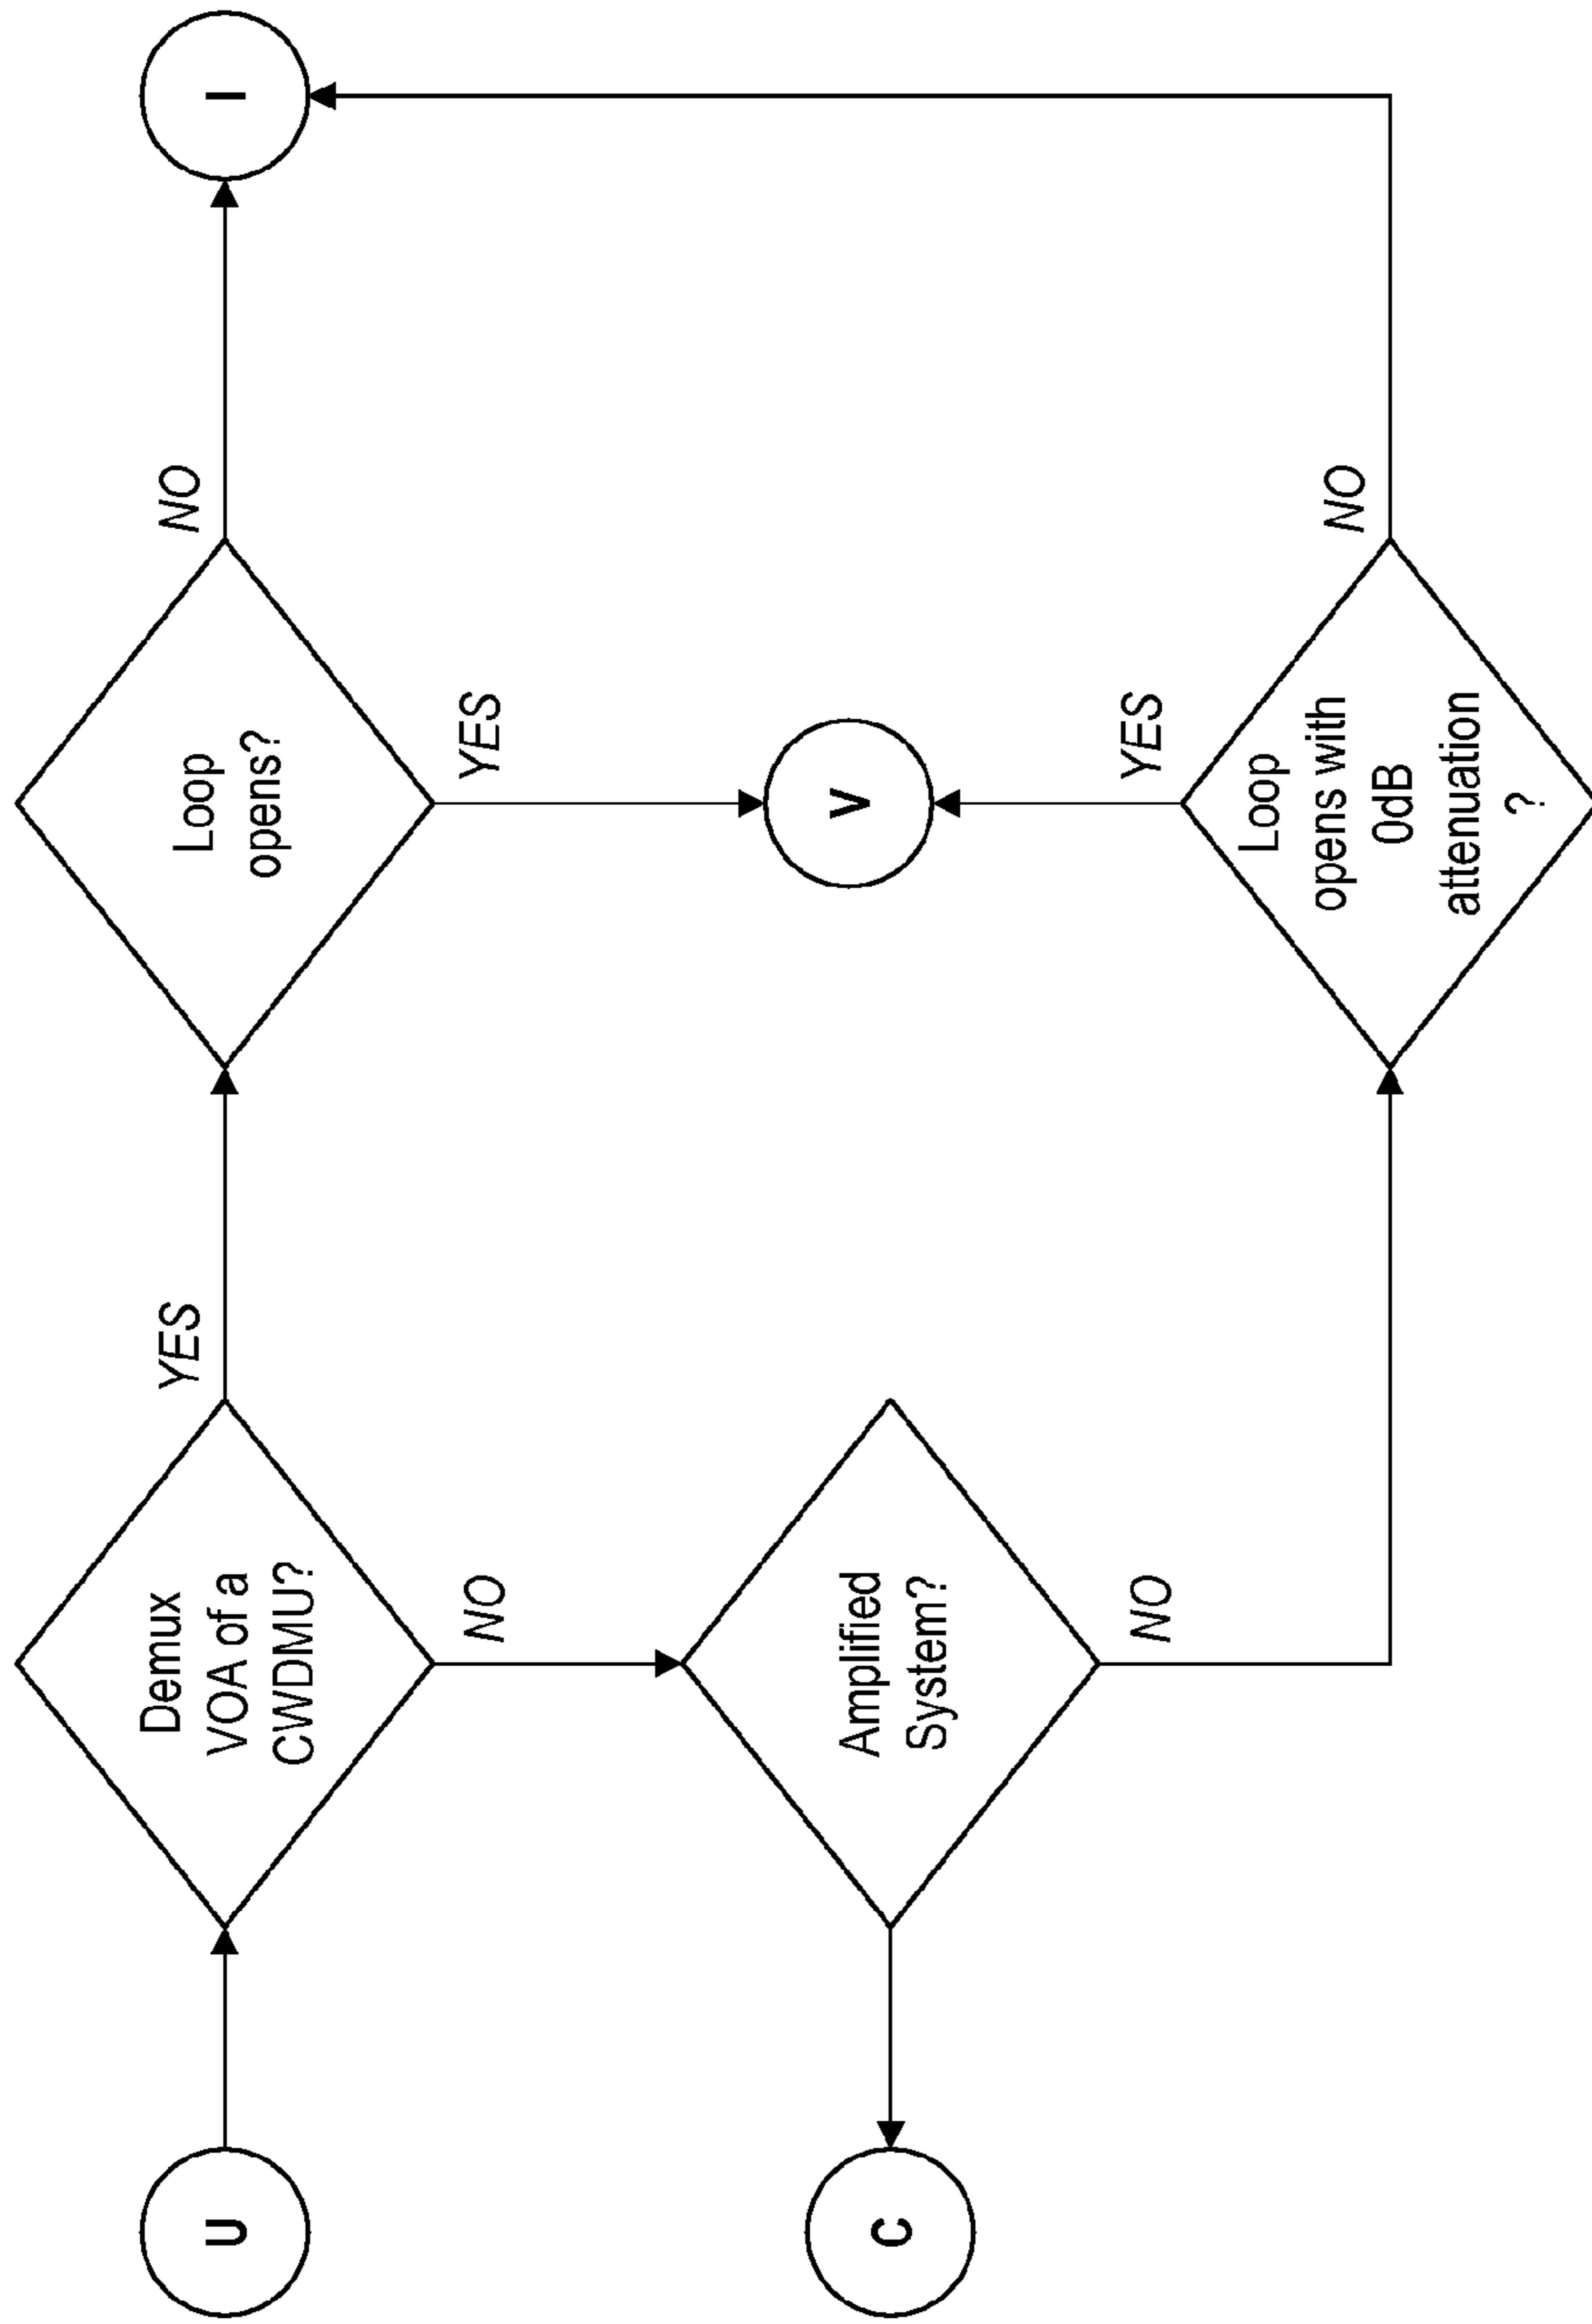 U
Demux
VOA of a
CWDMU?
YES
Loop
opens?
NO
I
NO
YES
C
Amplified
System?
V
NO
YES
Loop
opens with
0dB
attenuation
?
NO